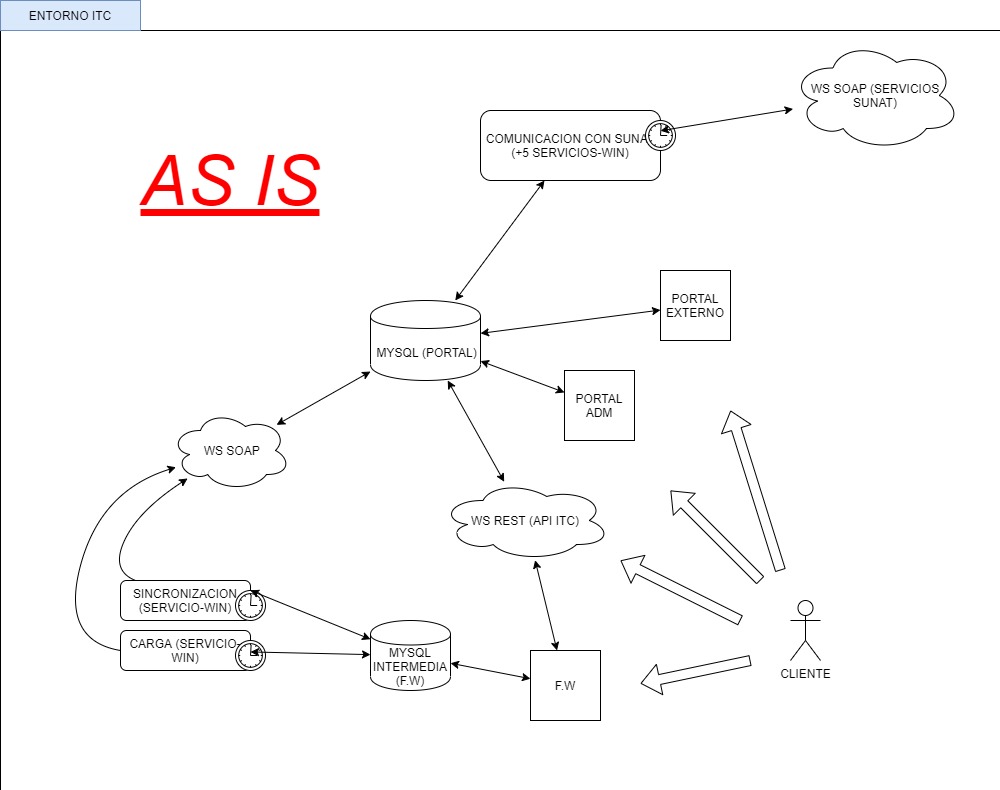 ENTORNO ITC
WS SOAP (SERVICIOS
SUNAT)
COMUNICACION CON SUNA
(+5 SERVICIOS-WIN)
AS IS
PORTAL
EXTERNO
MYSQL (PORTAL)
PORTAL
ADM
WS SOAP
WS REST (API ITC)
SINCRONIZACION
(SERVICIO-WIN)
CARGA (SERVICIO-
WIN)
MYSQL
INTERMEDIA
(F.W)
F.W
CLIENTE